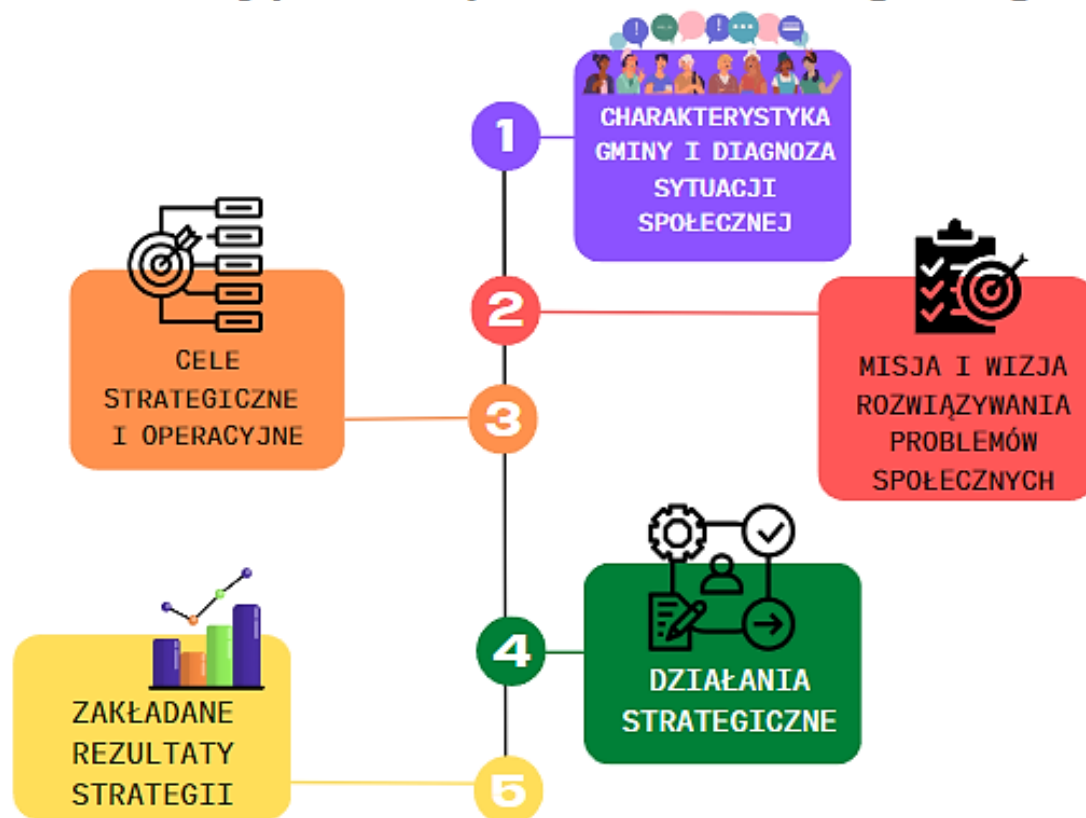 1
CHARAKTERYSTYKA
GMINY I DIAGNOZA
SYTUACJI
SPOŁECZNEJ
2
MISJA I WIZJA
ROZWIĄZYWANIA
PROBLEMÓW
SPOŁECZNYCH
3
CELE
STRATEGICZNE
I OPERACYJNE
4
DZIAŁANIA
STRATEGICZNE
5
ZAKŁADANE
REZULTATY
STRATEGII